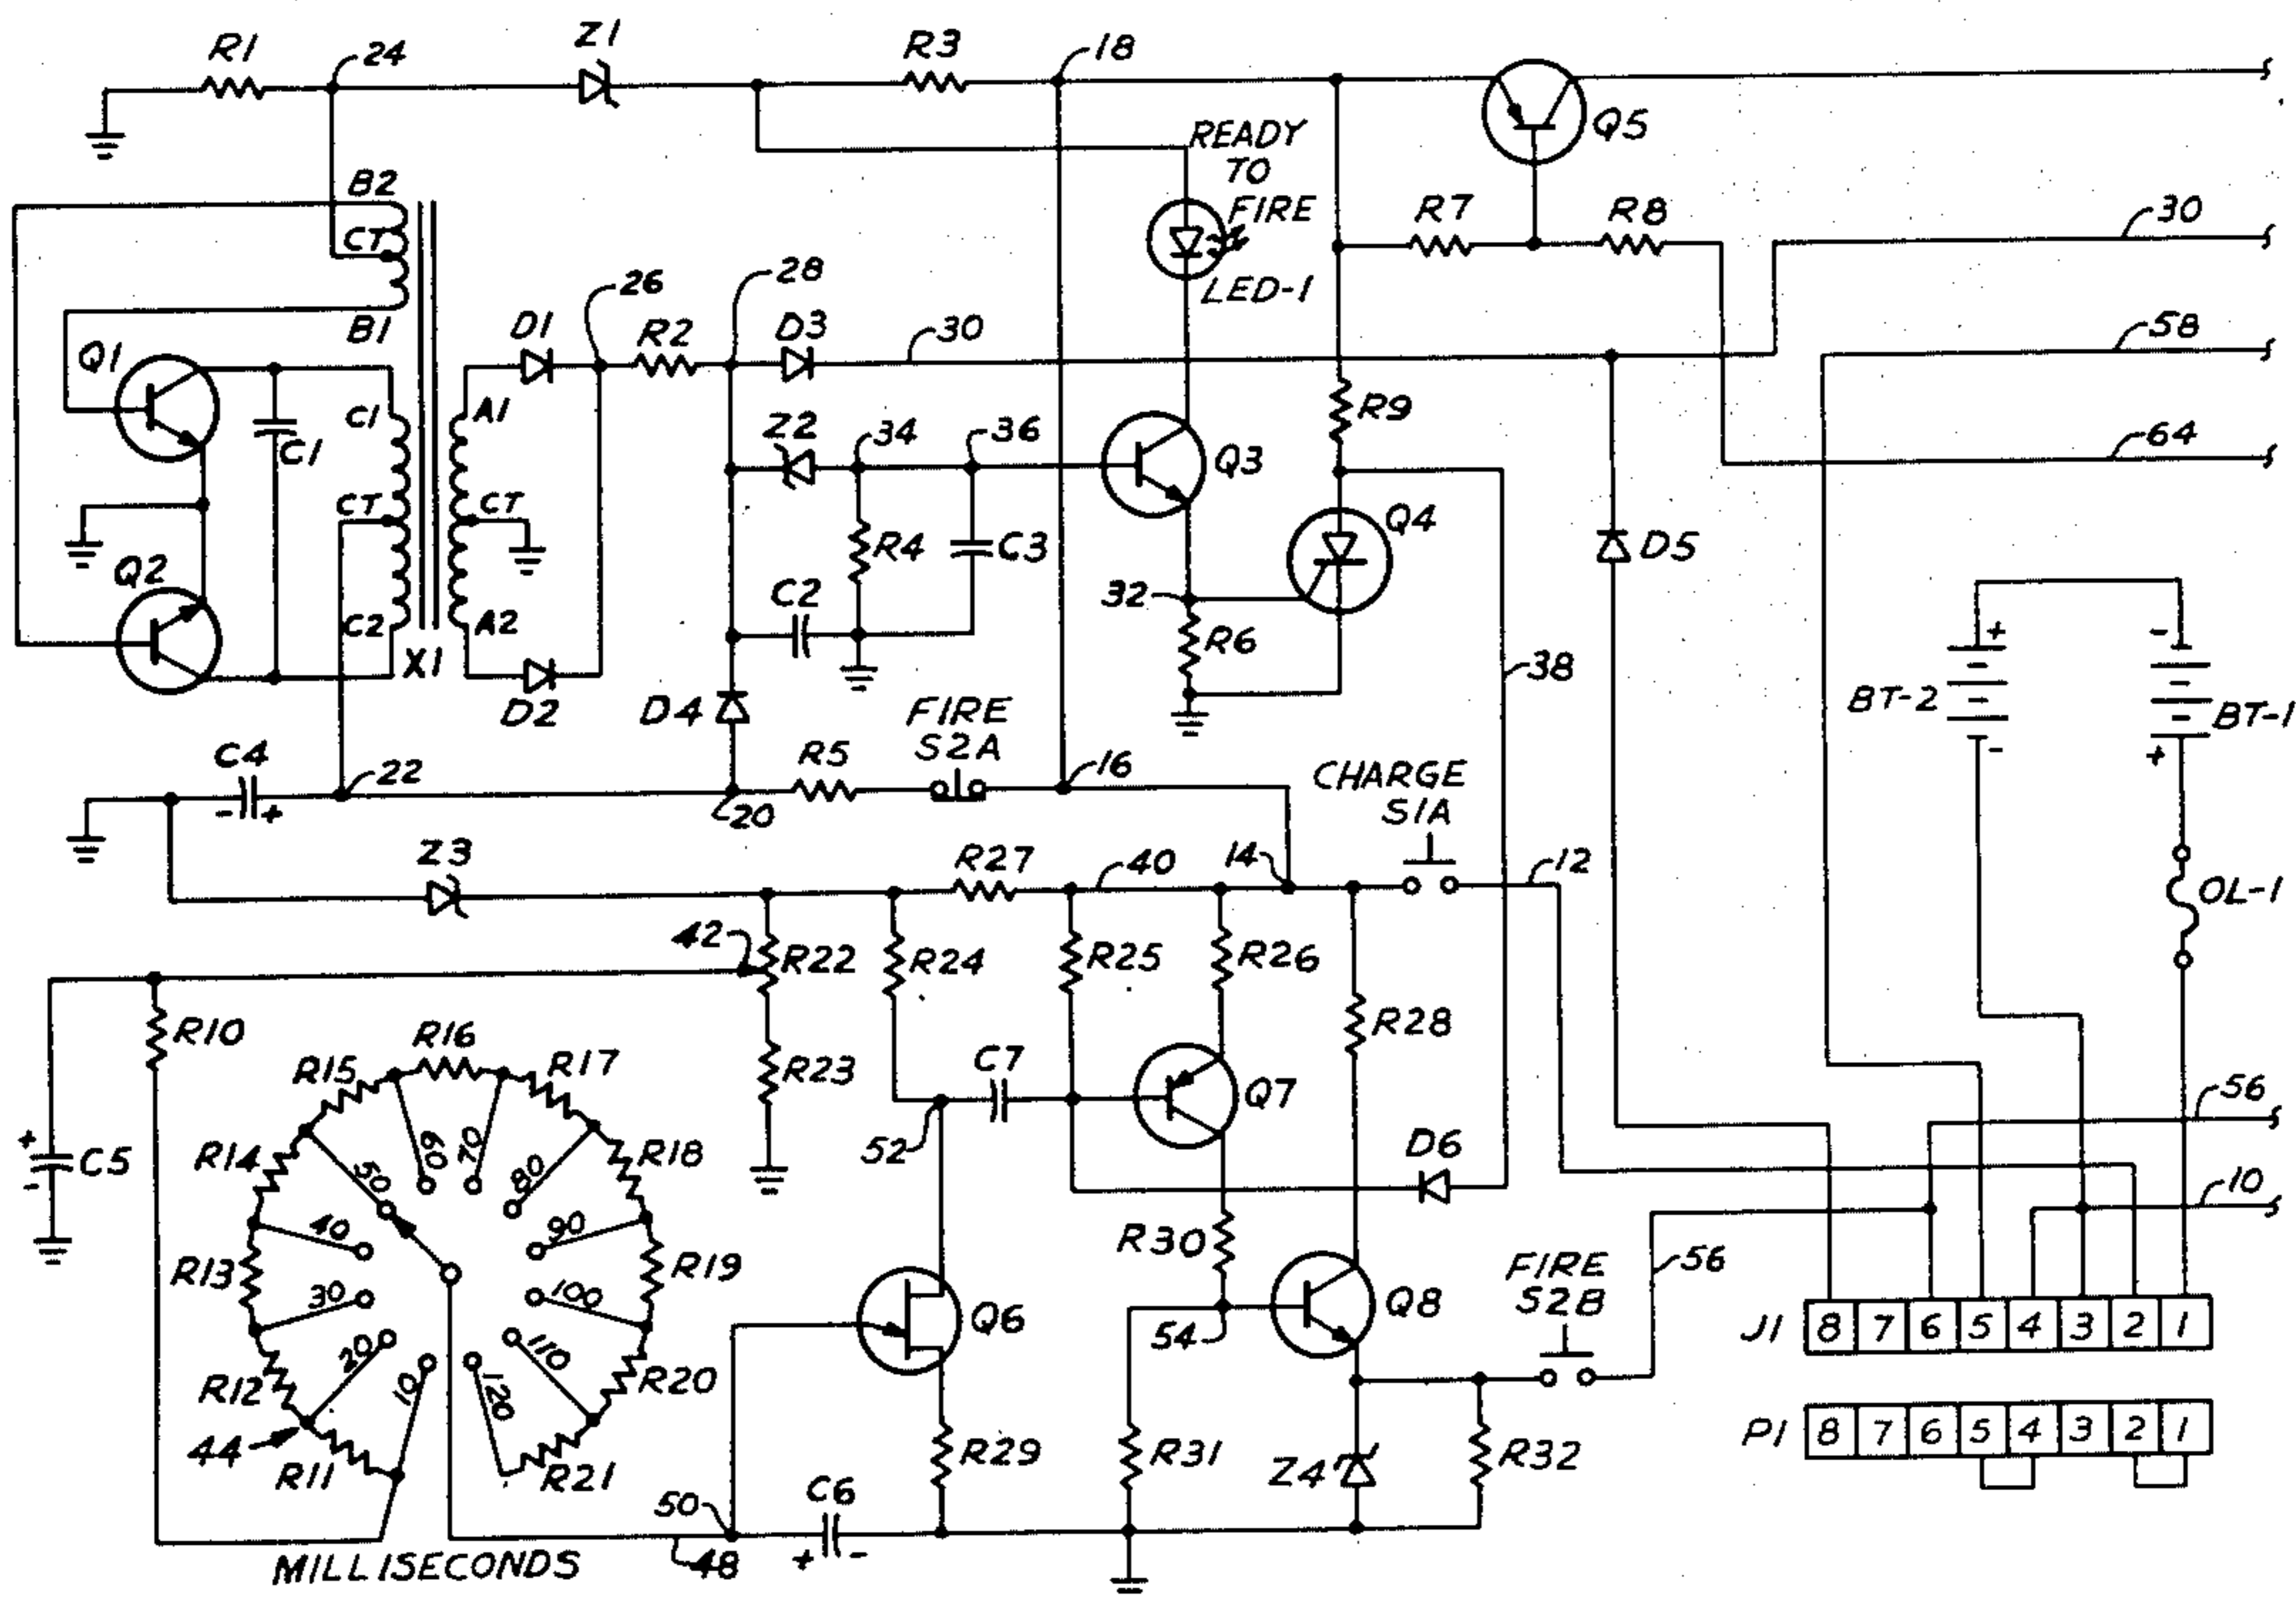 R1
24
Z1
R3
18
READY
TO
FIRE
LED-1
Q5
B2
CT
B1
R7
R8
30
26
28
D1
R2
D3
30
58
Q1
C1
C1
A1
Z2
34
36
Q3
R9
64
CT
CT
R4
C3
Q4
D5
Q2
C2
A2
C2
32
R6
38
X1
D2
D4
FIRE
S2A
BT-2
+
-
-
+
BT-1
C4
- +
22
20
R5
16
CHARGE
S1A
Z3
R27
40
14
12
OL-1
42
R22
R24
R25
R26
R28
R10
R16
R15
R17
R23
C7
Q7
56
+
C5
-
R14
50
60
70
80
R18
52
D6
10
40
90
R13
R19
R30
FIRE
S2B
56
30
100
Q6
54
Q8
J1 8 7 6 5 4 3 2 1
20
10
120
110
R12
R20
44
R11
R21
R29
R31
Z4
R32
P1 8 7 6 5 4 3 2 1
50
C6
+ -
48
MILLISECONDS